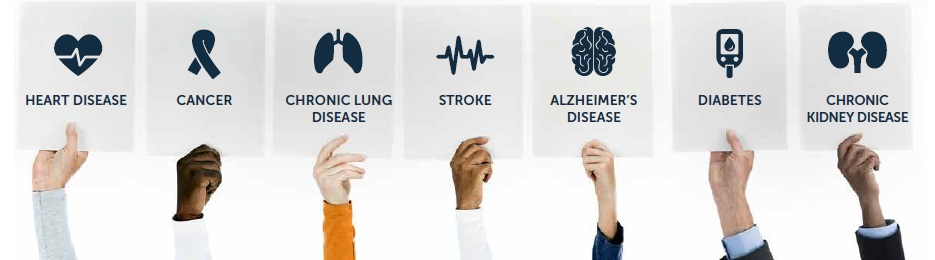 HEART DISEASE
CANCER
CHRONIC LUNG
DISEASE
STROKE
ALZHEIMER'S
DISEASE
DIABETES
CHRONIC
KIDNEY DISEASE